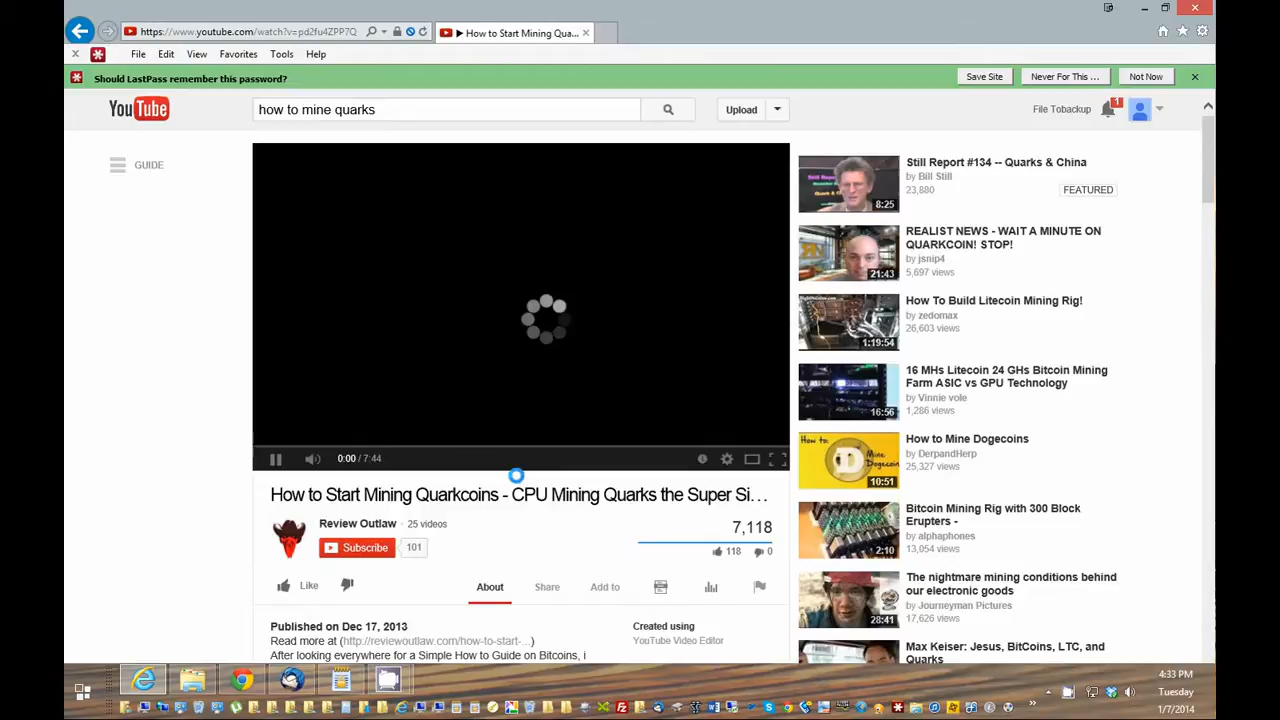 https://www.youtube.com/watch?v=pd2fu4ZPP7Q
How to Start Mining Qua...
File Edit View Favorites Tools Help
Should LastPass remember this password?
Save Site
Never For This ...
Not Now
YouTube
how to mine quarks
Upload
File Tobackup
1
GUIDE
Still Report #134 -- Quarks & China
by Bill Still
23,880
FEATURED
8:25
REALIST NEWS - WAIT A MINUTE ON
QUARKCOIN! STOP!
by jsnip4
5,697 views
21:43
How To Build Litecoin Mining Rig!
by zedomax
26,603 views
1:19:54
16 MHs Litecoin 24 GHs Bitcoin Mining
Farm ASIC vs GPU Technology
by Vinnie vole
1,286 views
16:56
How to Mine Dogecoins
by DerpandHerp
25,327 views
How to:
Mine
Dogecoin
10:51
Bitcoin Mining Rig with 300 Block
Erupters -
by alphaphones
13,054 views
2:10
The nightmare mining conditions behind
our electronic goods
by Journeyman Pictures
17,626 views
28:41
Max Keiser: Jesus, BitCoins, LTC, and
Quarks
0:00 / 7:44
How to Start Mining Quarkcoins - CPU Mining Quarks the Super Si...
Review Outlaw · 25 videos
Subscribe 101
7,118
118 0
Like
About Share Add to
Published on Dec 17, 2013
Read more at (http://reviewoutlaw.com/how-to-start-...)
After looking everywhere for a Simple How to Guide on Bitcoins, i
Created using
YouTube Video Editor
4:33 PM
Tuesday
1/7/2014